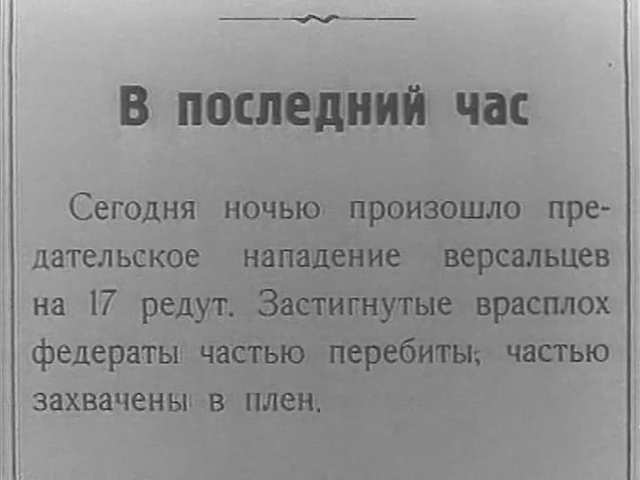 В последний час
Сегодня ночью произошло пре-
дательское нападение версальцев
на 17 редут. Застигнутые врасплох
федераты частью перебиты, частью
захвачены в плен.